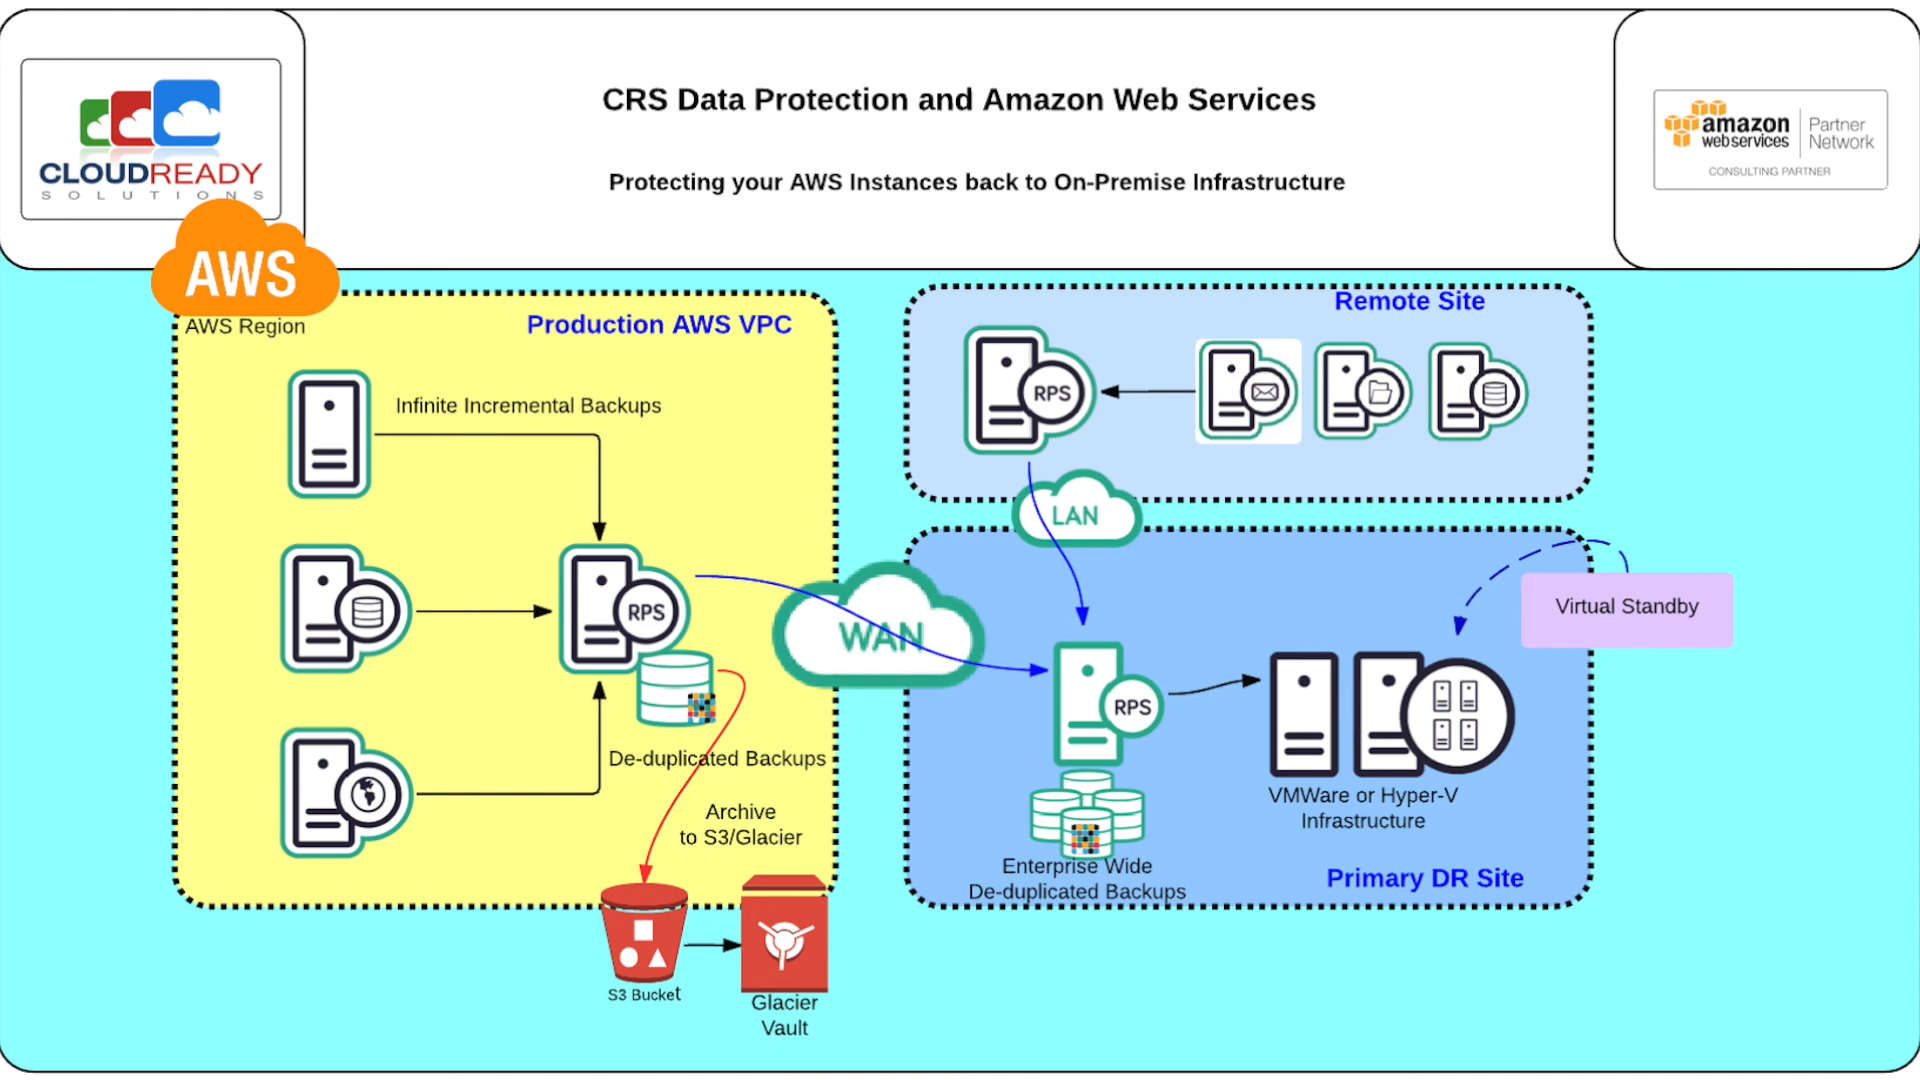 CRS Data Protection and Amazon Web Services
Protecting your AWS Instances back to On-Premise Infrastructure
CLOUDREADY
SOLUTIONS
amazon
webservices
Partner
Network
CONSULTING PARTNER
AWS
AWS Region
Production AWS VPC
Infinite Incremental Backups
RPS
De-duplicated Backups
Archive
to S3/Glacier
S3 Bucket
Glacier
Vault
WAN
Remote Site
RPS
LAN
Virtual Standby
RPS
VMWare or Hyper-V
Infrastructure
Enterprise Wide
De-duplicated Backups
Primary DR Site